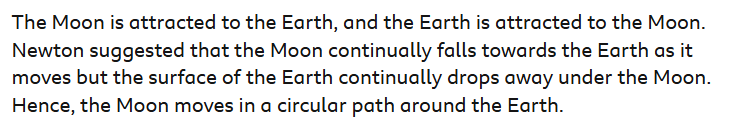 The Moon is attracted to the Earth, and the Earth is attracted to the Moon.
Newton suggested that the Moon continually falls towards the Earth as it
moves but the surface of the Earth continually drops away under the Moon.
Hence, the Moon moves in a circular path around the Earth.